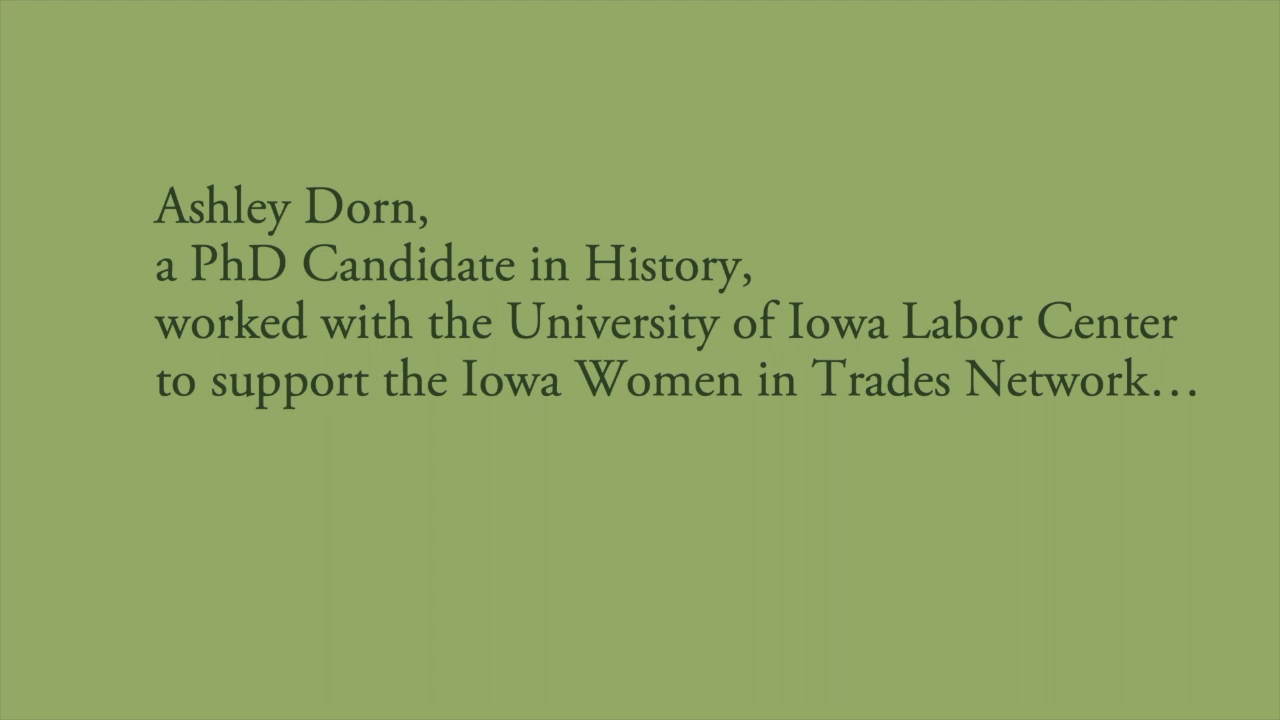 Ashley Dorn,
a PhD Candidate in History,
worked with the University of Iowa Labor Center
to support the Iowa Women in Trades Network…